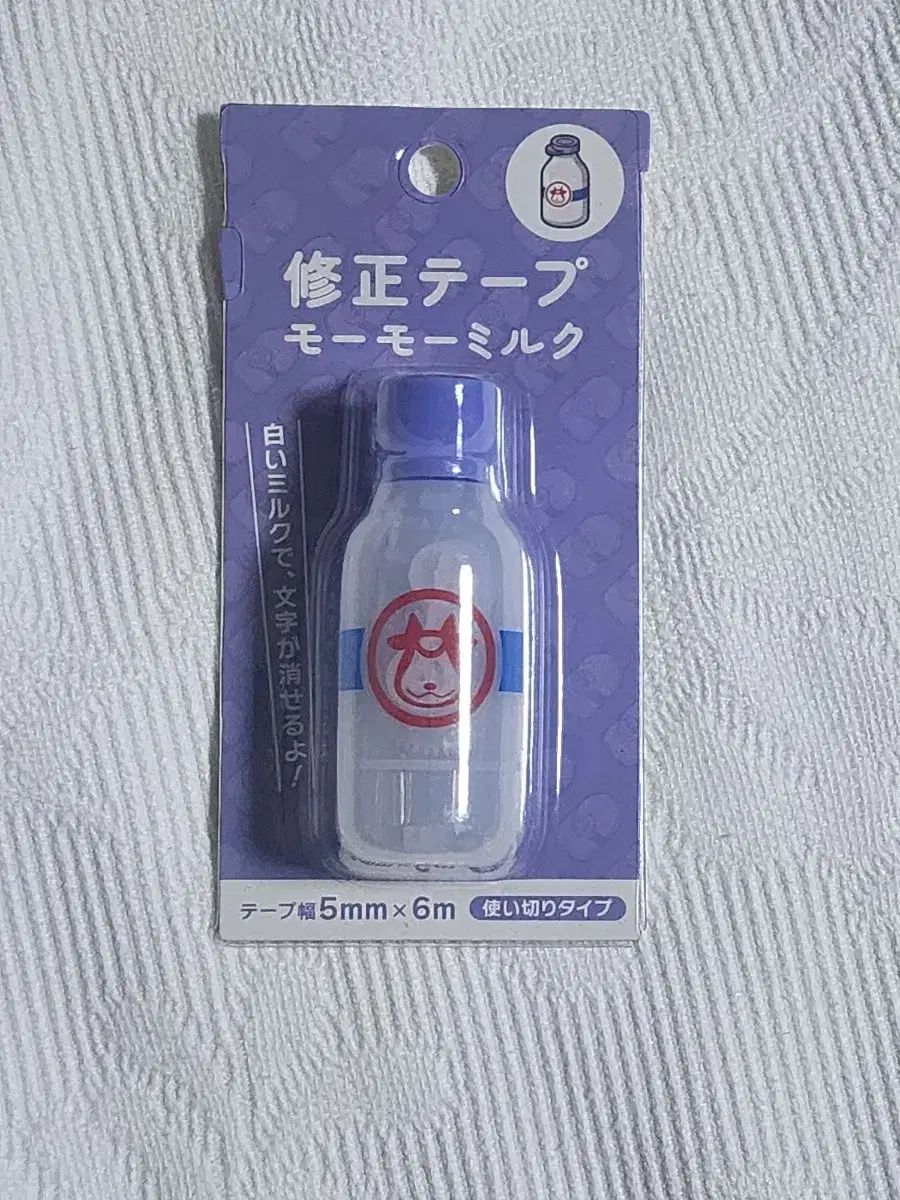 修正テープ
モーモーミルク
白いミルクで、文字が消せるよ!
テープ幅5mm×6m 使い切りタイプ